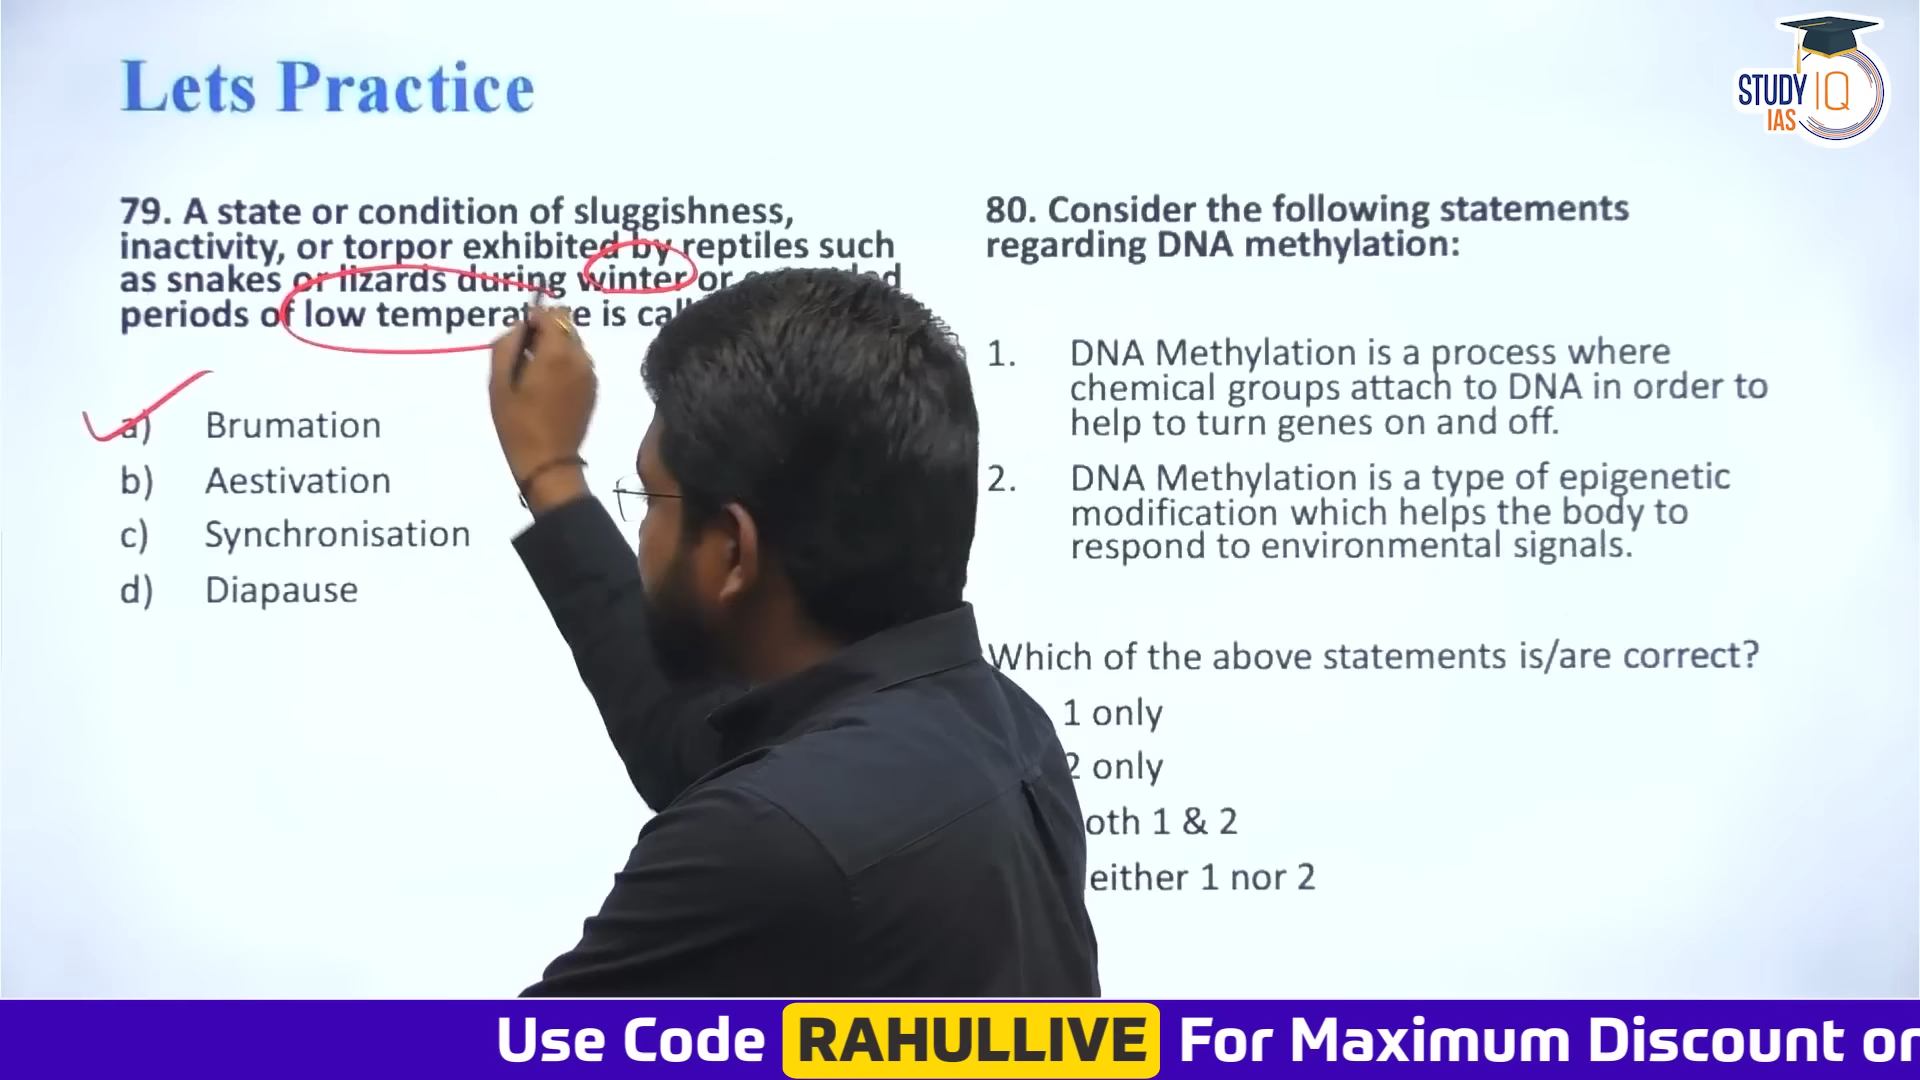 Lets Practice
STUDY IQ
IAS
79. A state or condition of sluggishness,
inactivity, or torpor exhibited by reptiles such
as snakes or lizards during winter or
periods of low temperature is
a) Brumation
b) Aestivation
c) Synchronisation
d) Diapause
80. Consider the following statements
regarding DNA methylation:
1. DNA Methylation is a process where
chemical groups attach to DNA in order to
help to turn genes on and off.
2. DNA Methylation is a type of epigenetic
modification which helps the body to
respond to environmental signals.
Which of the above statements is/are correct?
1 only
2 only
oth 1 & 2
either 1 nor 2
Use Code RAHULLIVE For Maximum Discount or